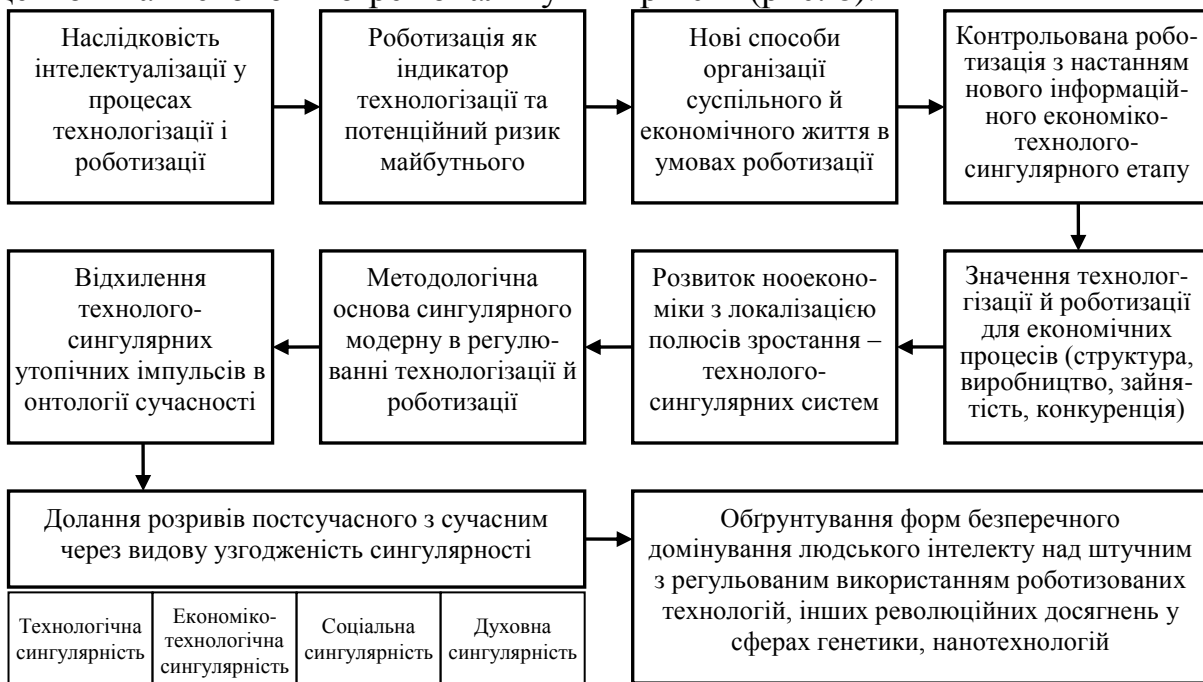 Наслідковість
інтелектуалізації у
процесах
технологізації і
роботизації
Роботизація як
індикатор
технологізації та
потенційний ризик
майбутнього
Нові способи
організації
суспільного й
економічного життя в
умовах роботизації
Контрольована робо-
тизація з настанням
нового інформацій-
ного економіко-
технолого-
сингулярного етапу
Значення технолог-
гізації й роботизації
для економічних
процесів (структура,
виробництво, зайня-
тість, конкуренція)
Розвиток нооеконо-
міки з локалізацією
полюсів зростання –
технолого-
сингулярних систем
Методологічна
основа сингулярного
модерну в регулю-
ванні технологізації й
роботизації
Відхилення
технолого-
сингулярних
утопічних імпульсів в
онтології сучасності
Долання розривів постсучасного з сучасним
через видову узгодженість сингулярності
Технологічна
сингулярність
Економіко-
технологічна
сингулярність
Соціальна
сингулярність
Духовна
сингулярність
Обґрунтування форм безперечного
домінування людського інтелекту над штучним
з регульованим використанням роботизованих
технологій, інших революційних досягнень у
сферах генетики, нанотехнологій